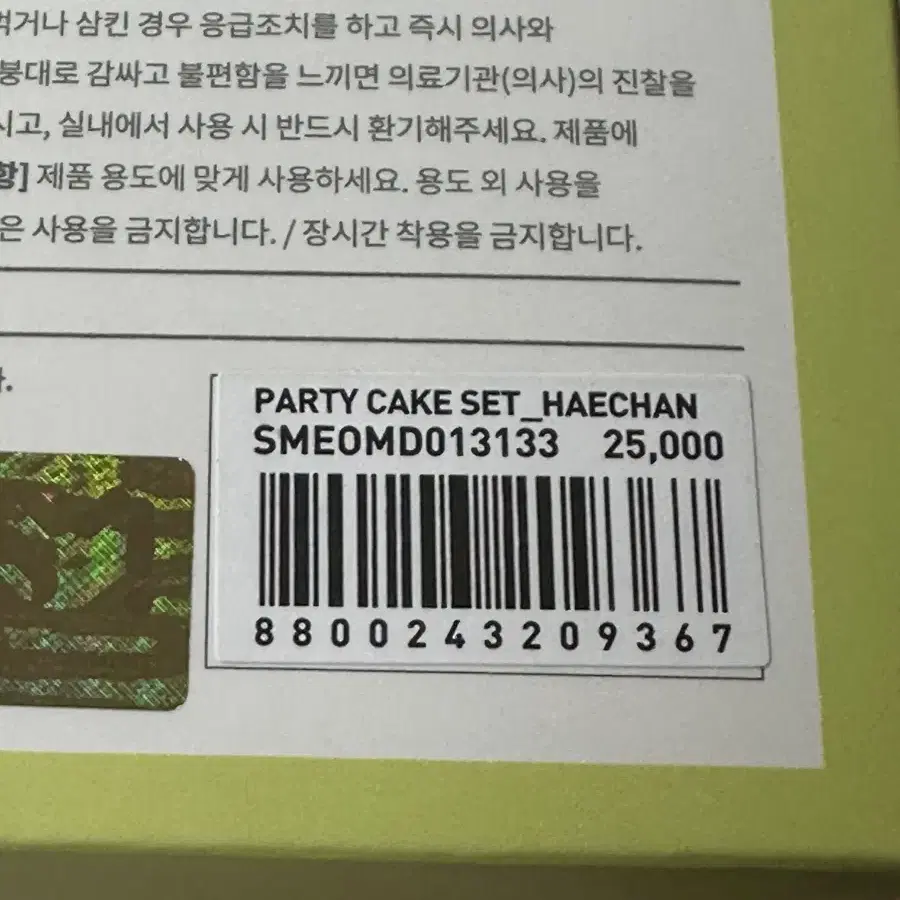 먹거나 삼킨 경우 응급조치를 하고 즉시 의사와
붕대로 감싸고 불편함을 느끼면 의료기관(의사)의 진찰을
시고, 실내에서 사용 시 반드시 환기해주세요. 제품에
항] 제품 용도에 맞게 사용하세요. 용도 외 사용을
은 사용을 금지합니다. / 장시간 착용을 금지합니다.
PARTY CAKE SET_HAECHAN
SMEOMD013133 25,000
8800243209367